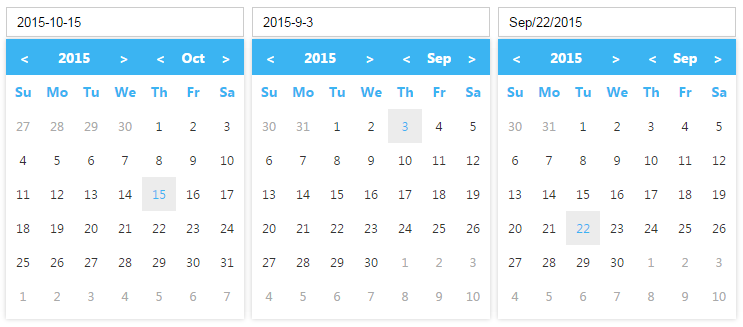 2015-10-15
< 2015 > < Oct >
Su Mo Tu We Th Fr Sa
27 28 29 30 1 2 3
4 5 6 7 8 9 10
11 12 13 14 15 16 17
18 19 20 21 22 23 24
25 26 27 28 29 30 31
1 2 3 4 5 6 7
2015-9-3
< 2015 > < Sep >
Su Mo Tu We Th Fr Sa
30 31 1 2 3 4 5
6 7 8 9 10 11 12
13 14 15 16 17 18 19
20 21 22 23 24 25 26
27 28 29 30 1 2 3
4 5 6 7 8 9 10
Sep/22/2015
< 2015 > < Sep >
Su Mo Tu We Th Fr Sa
30 31 1 2 3 4 5
6 7 8 9 10 11 12
13 14 15 16 17 18 19
20 21 22 23 24 25 26
27 28 29 30 1 2 3
4 5 6 7 8 9 10